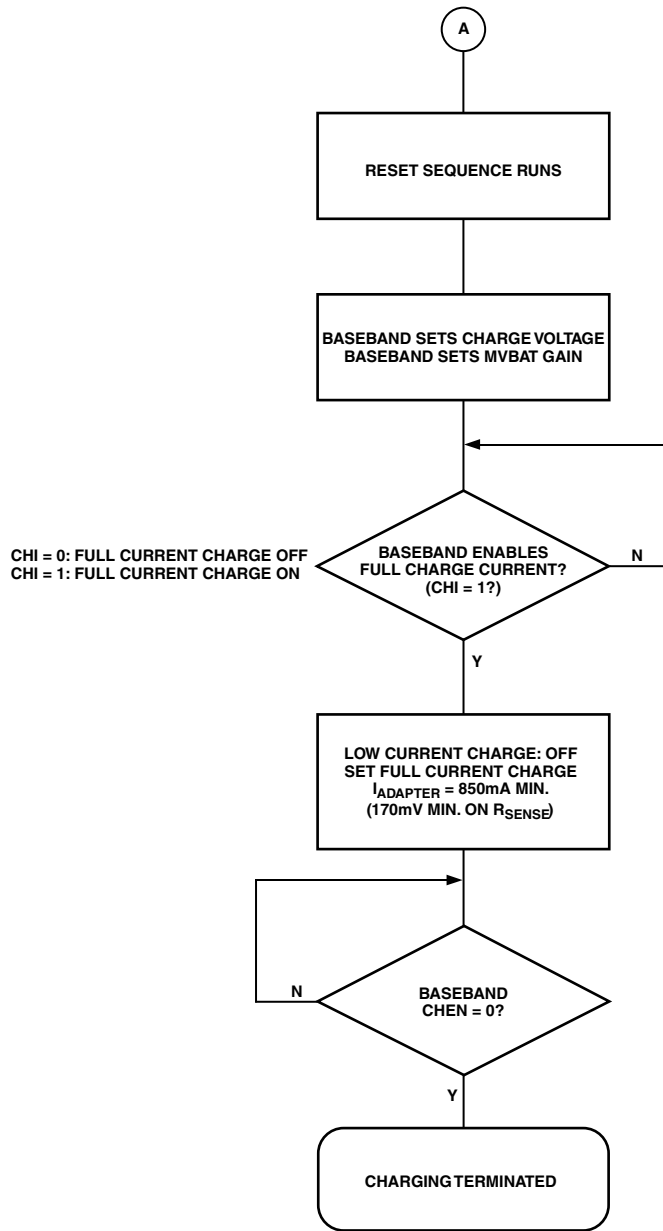 A
RESET SEQUENCE RUNS
BASEBAND SETS CHARGE VOLTAGE
BASEBAND SETS MVBAT GAIN
CHI = 0: FULL CURRENT CHARGE OFF
CHI = 1: FULL CURRENT CHARGE ON
BASEBAND ENABLES
FULL CHARGE CURRENT?
(CHI = 1?)
N
Y
LOW CURRENT CHARGE: OFF
SET FULL CURRENT CHARGE
IADAPTER = 850mA MIN.
(170mV MIN. ON RSENSE)
N
BASEBAND
CHEN = 0?
Y
CHARGING TERMINATED